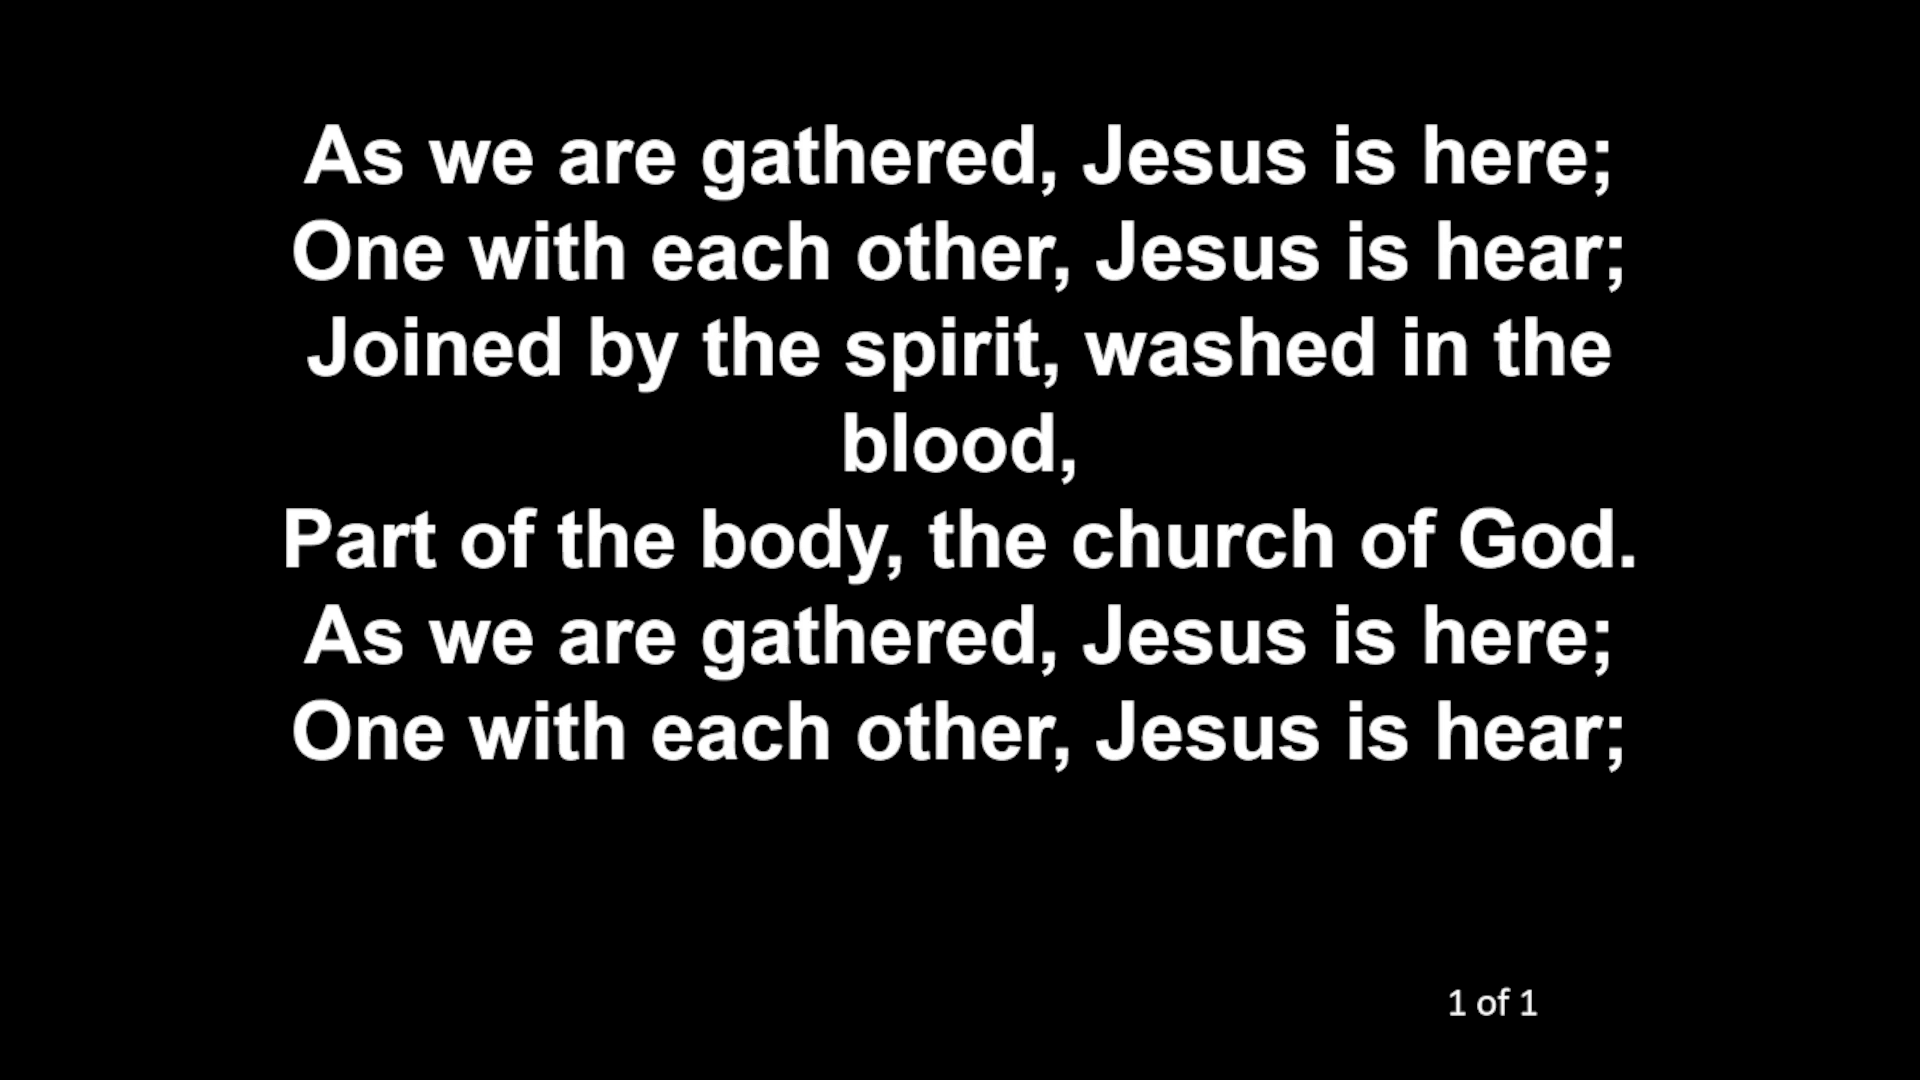 As we are gathered, Jesus is here;
One with each other, Jesus is hear;
Joined by the spirit, washed in the
blood,
Part of the body, the church of God.
As we are gathered, Jesus is here;
One with each other, Jesus is hear;
1 of 1